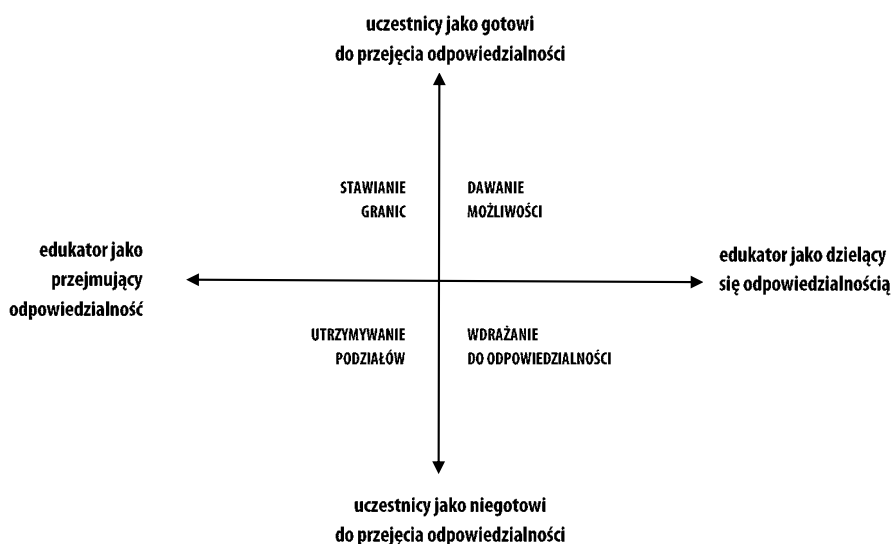 uczestnicy jako gotowi
do przejęcia odpowiedzialności
STAWIANIE
GRANIC
DAWANIE
MOŻLIWOŚCI
edukator jako
przejmujący
odpowiedzialność
edukator jako dzielący
się odpowiedzialnością
UTRZYMYWANIE
PODZIAŁÓW
WDRAŻANIE
DO ODPOWIEDZIALNOŚCI
uczestnicy jako niegotowi
do przejęcia odpowiedzialności